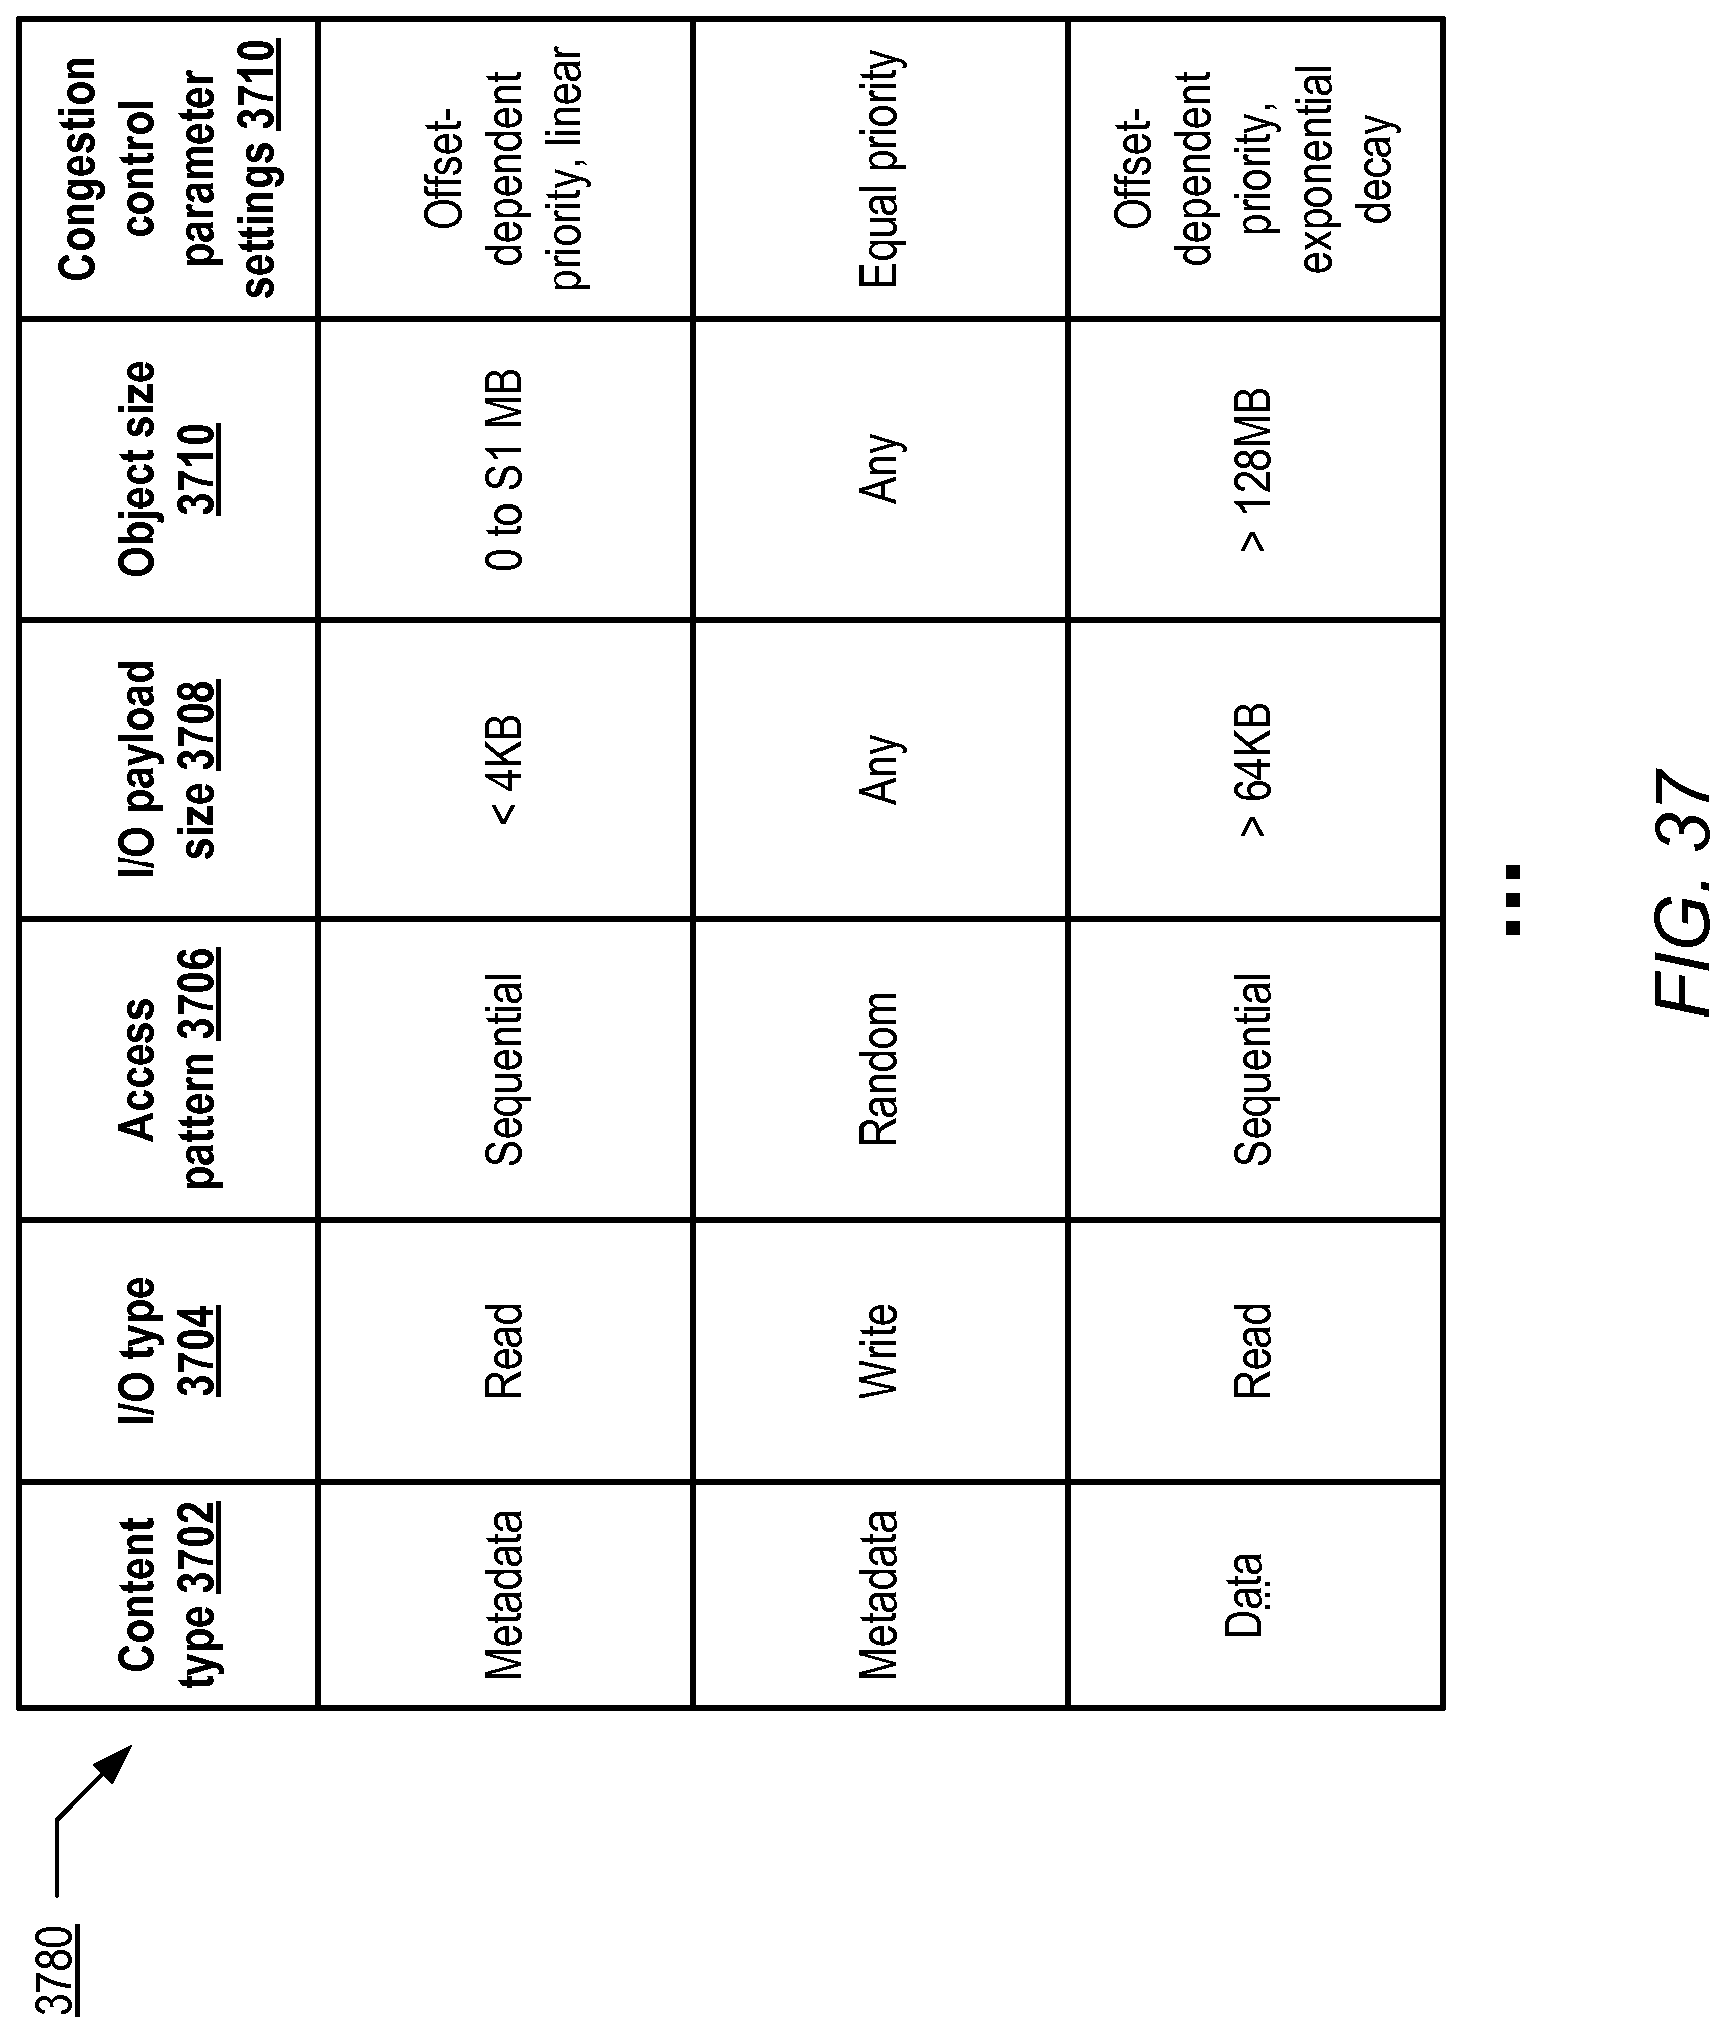 3780
Content
type 3702
I/O type
3704
Access
pattern 3706
I/O payload
size 3708
Object size
3710
Congestion
control
parameter
settings 3710
Metadata
Read
Sequential
< 4KB
0 to S1 MB
Offset-
dependent
priority, linear
Metadata
Write
Random
Any
Any
Equal priority
Data
...
Read
Sequential
> 64KB
> 128MB
Offset-
dependent
priority,
exponential
decay
...
FIG. 37